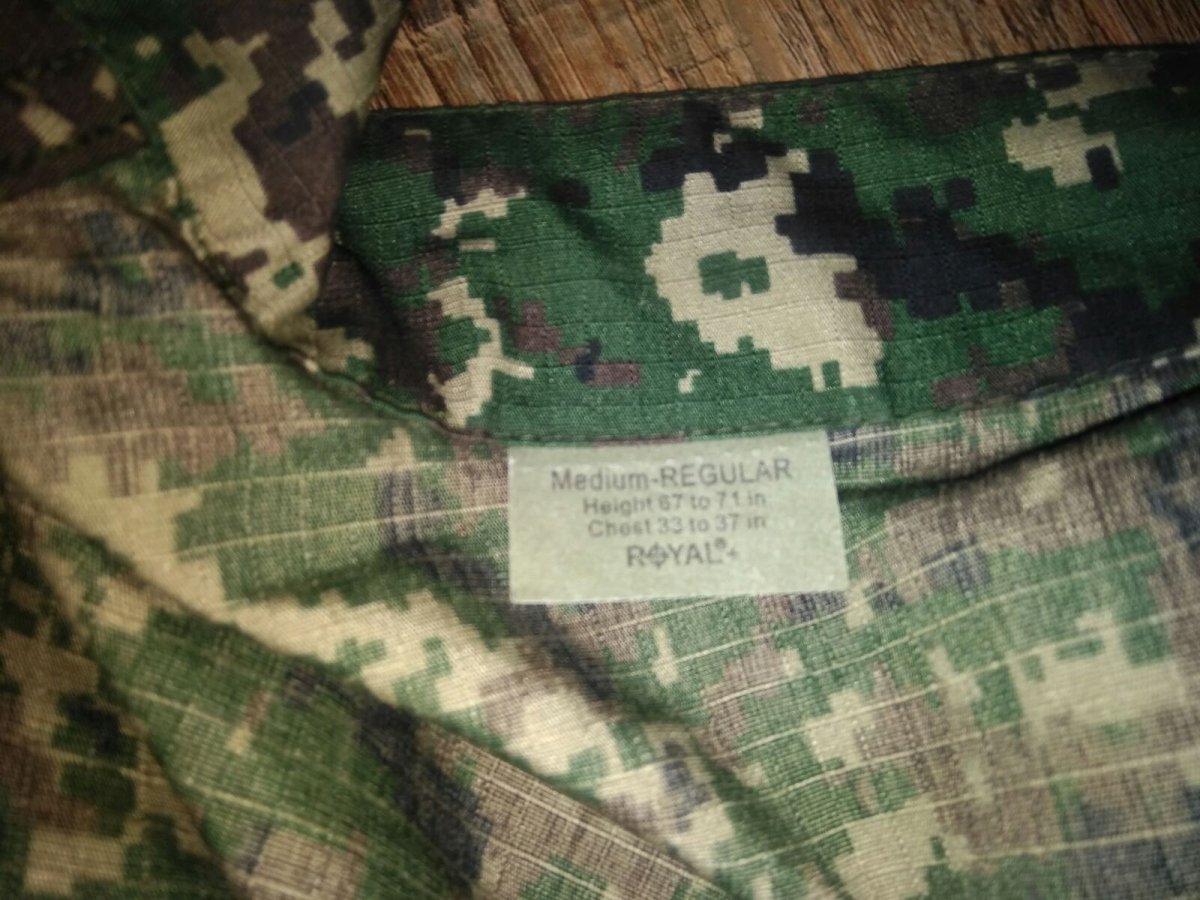 Medium-REGULAR
Height 67 to 71 in
Chest 33 to 37 in
ROYAL®+